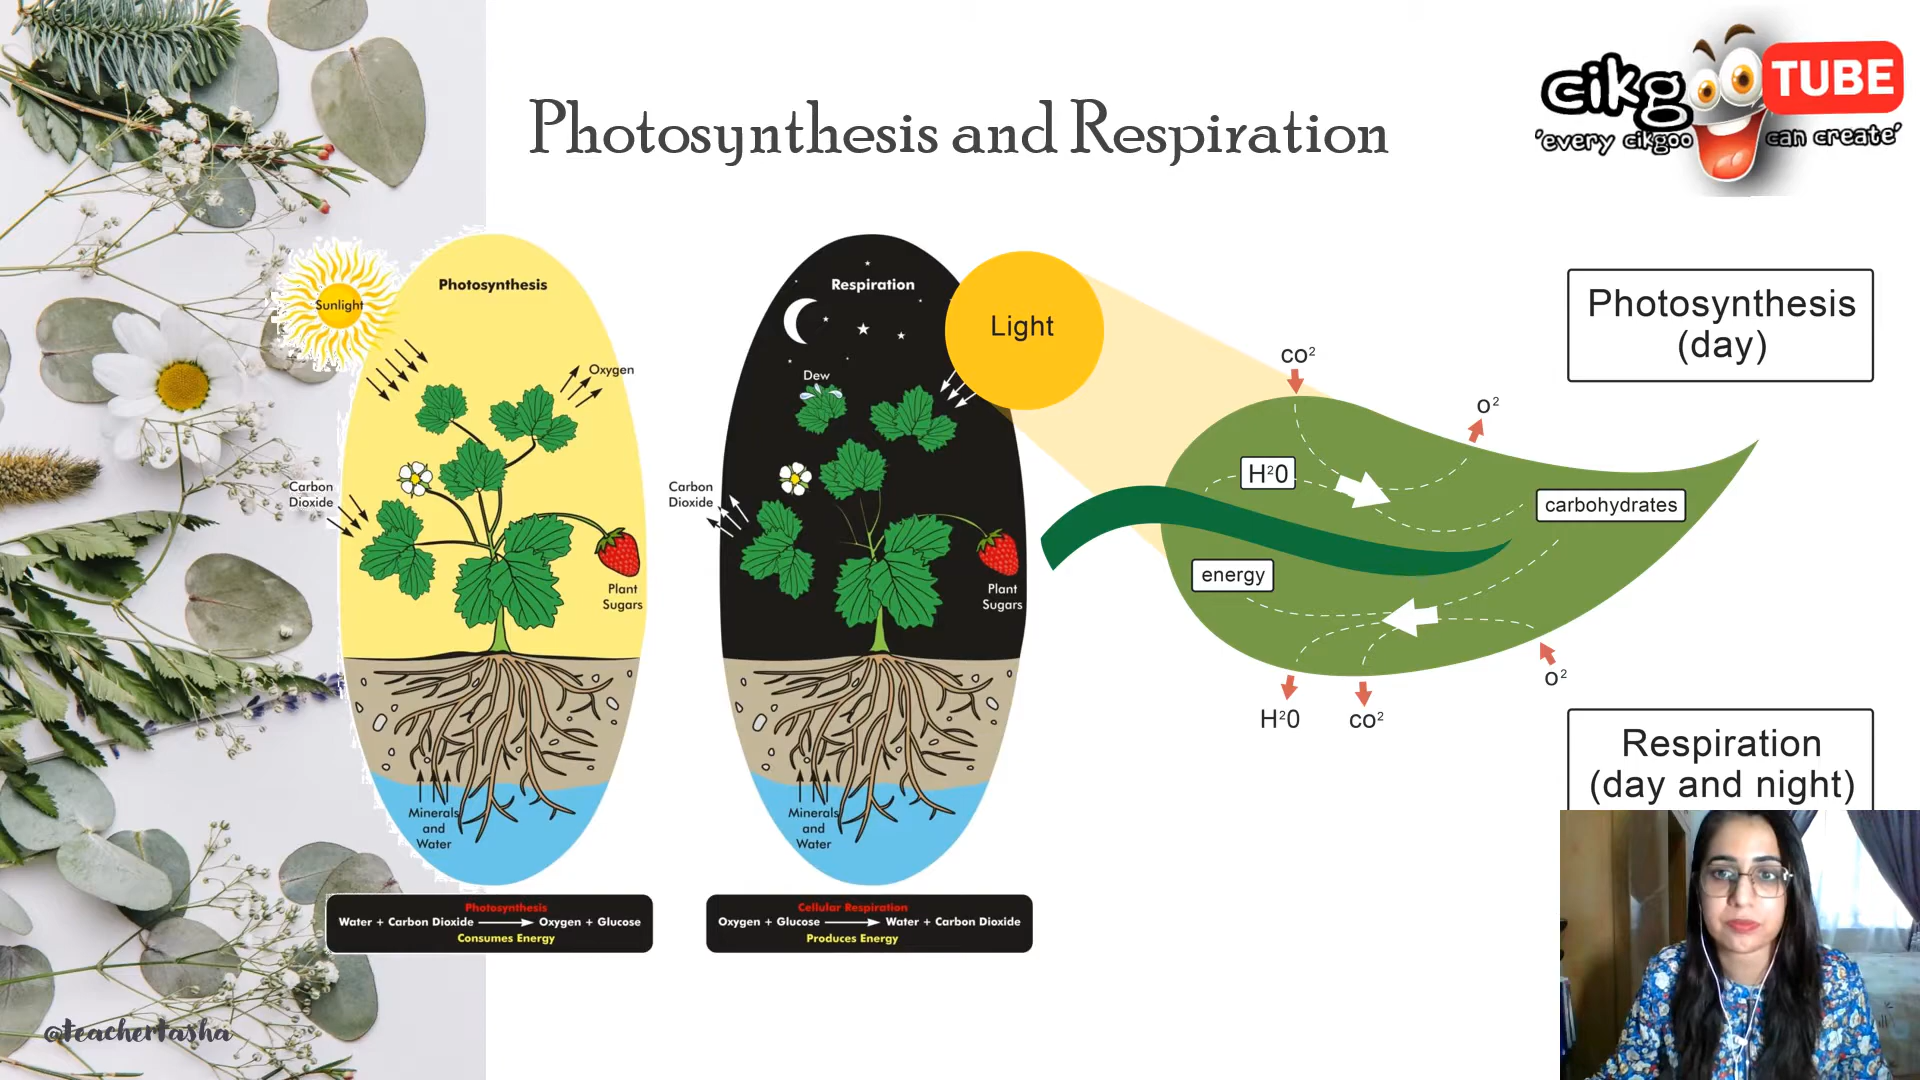 cikgoo TUBE
'every cikgoo can create'
Photosynthesis and Respiration
Sunlight
Photosynthesis
Oxygen
Carbon
Dioxide
Plant
Sugars
Minerals
and
Water
Photosynthesis
Water + Carbon Dioxide → Oxygen + Glucose
Consumes Energy
Respiration
Dew
Carbon
Dioxide
Plant
Sugars
Minerals
and
Water
Cellular Respiration
Oxygen + Glucose → Water + Carbon Dioxide
Produces Energy
Light
Photosynthesis
(day)
co²
o²
H²0
carbohydrates
energy
o²
H²0
co²
Respiration
(day and night)
@teachertasha